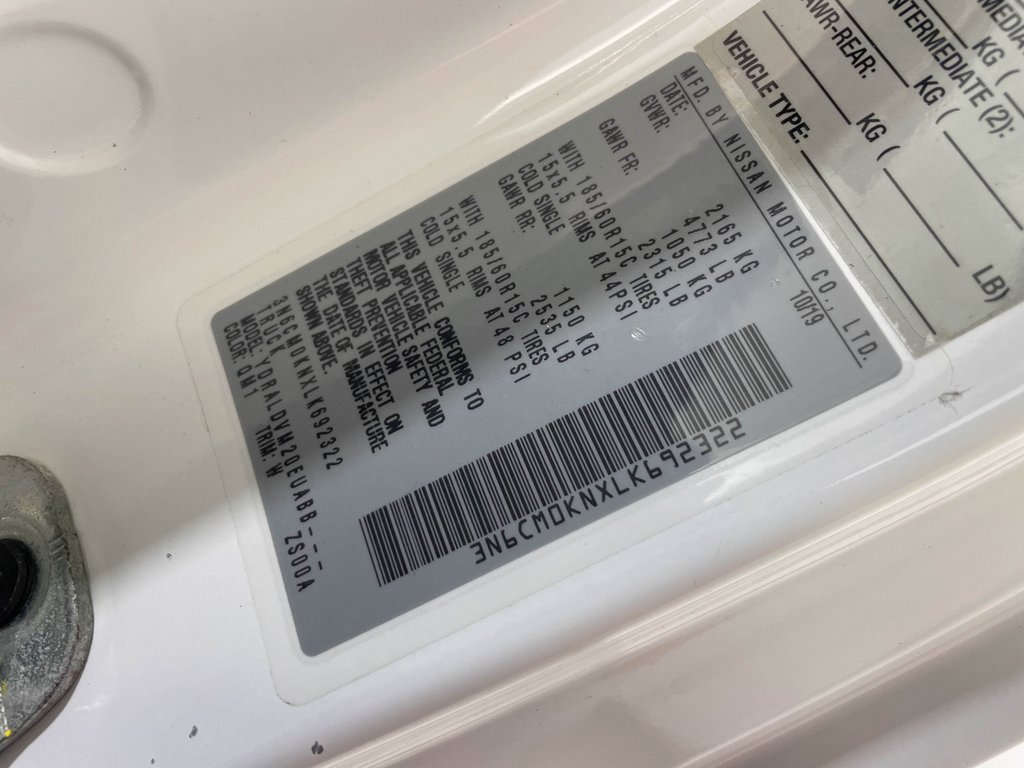 MFD. BY NISSAN MOTOR CO., LTD.
DATE: 10/19
GVWR: 2165 KG
4773 LB
GAWR FR: 1050 KG
2315 LB
WITH 185/60R15C TIRES
15x5.5 RIMS AT 44PSI
COLD SINGLE
GAWR RR: 1150 KG
2535 LB
WITH 185/60R15C TIRES
15x5.5 RIMS AT 48 PSI
COLD SINGLE
THIS VEHICLE CONFORMS TO
ALL APPLICABLE FEDERAL
MOTOR VEHICLE SAFETY AND
THEFT PREVENTION
STANDARDS IN EFFECT ON
THE DATE OF MANUFACTURE
SHOWN ABOVE.
3N6CM0KNXLK692322
TRUCK
MODEL: YDRALDYM20EUABB----
COLOR: QM1 TRIM: W ZS00A
3N6CM0KNXLK692322
KG (
INTERMEDIATE (2):
KG (
GAWR-REAR:
KG ( LB)
VEHICLE TYPE: